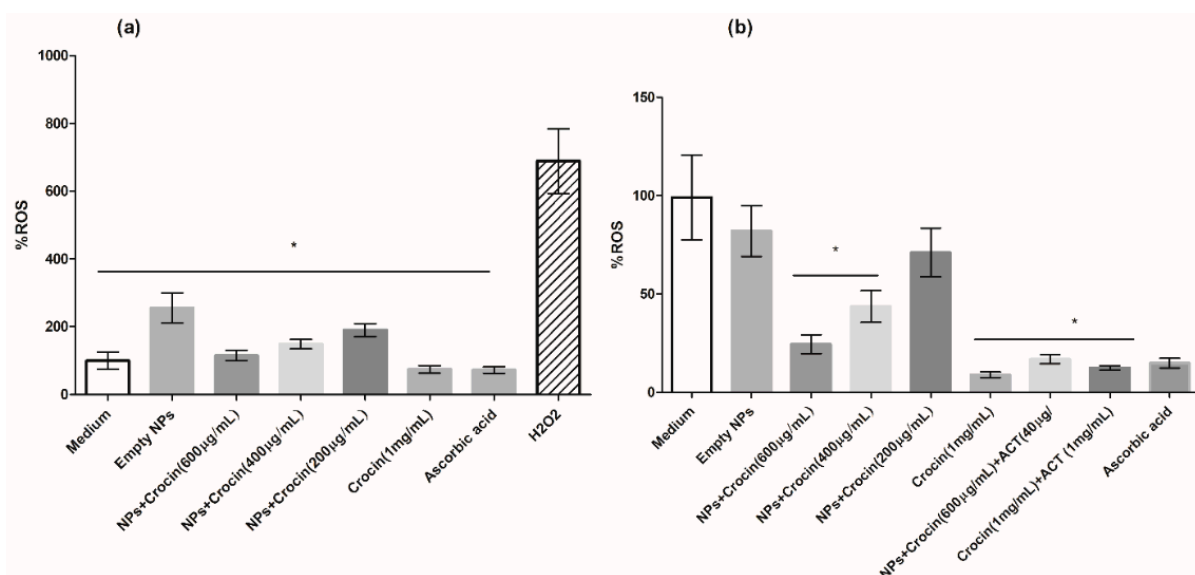 (a)
1000
800
600
400
200
0
%ROS
*
Medium
Empty NPs
NPs+Crocin(600µg/mL)
NPs+Crocin(400µg/mL)
NPs+Crocin(200µg/mL)
Crocin(1mg/mL)
Ascorbic acid
H2O2
(b)
150
100
50
0
%ROS
*
*
Medium
Empty NPs
NPs+Crocin(600µg/mL)
NPs+Crocin(400µg/mL)
NPs+Crocin(200µg/mL)
Crocin(1mg/mL)
NPs+Crocin(600µg/mL)+ACT(40µg/
Crocin(1mg/mL)+ACT (1mg/mL)
Ascorbic acid